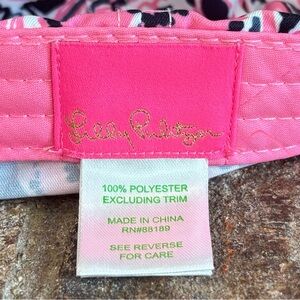 Lilly Pulitzer
100% POLYESTER
EXCLUDING TRIM
MADE IN CHINA
RN#88189
SEE REVERSE
FOR CARE